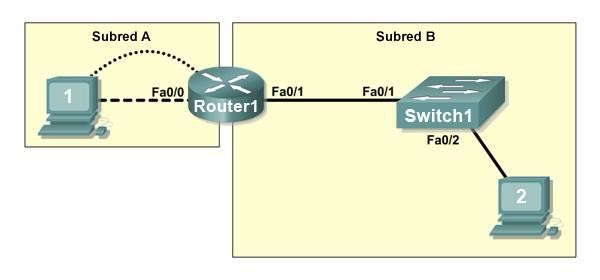 Subred A
Subred B
1
Fa0/0
Router1
Fa0/1
Fa0/1
Switch1
Fa0/2
2